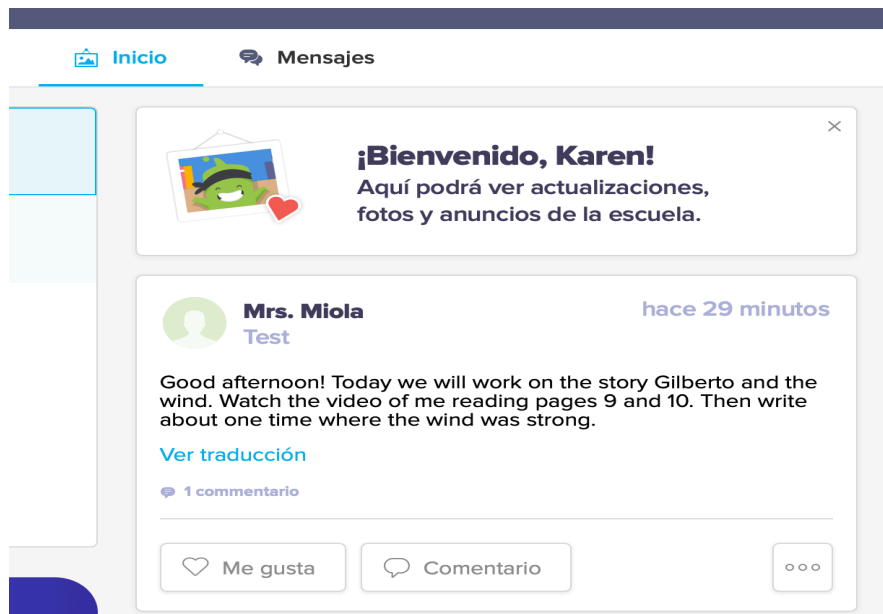 Inicio Mensajes
¡Bienvenido, Karen!
Aquí podrá ver actualizaciones,
fotos y anuncios de la escuela.
Mrs. Miola hace 29 minutos
Test
Good afternoon! Today we will work on the story Gilberto and the
wind. Watch the video of me reading pages 9 and 10. Then write
about one time where the wind was strong.
Ver traducción
1 commentario
Me gusta Comentario